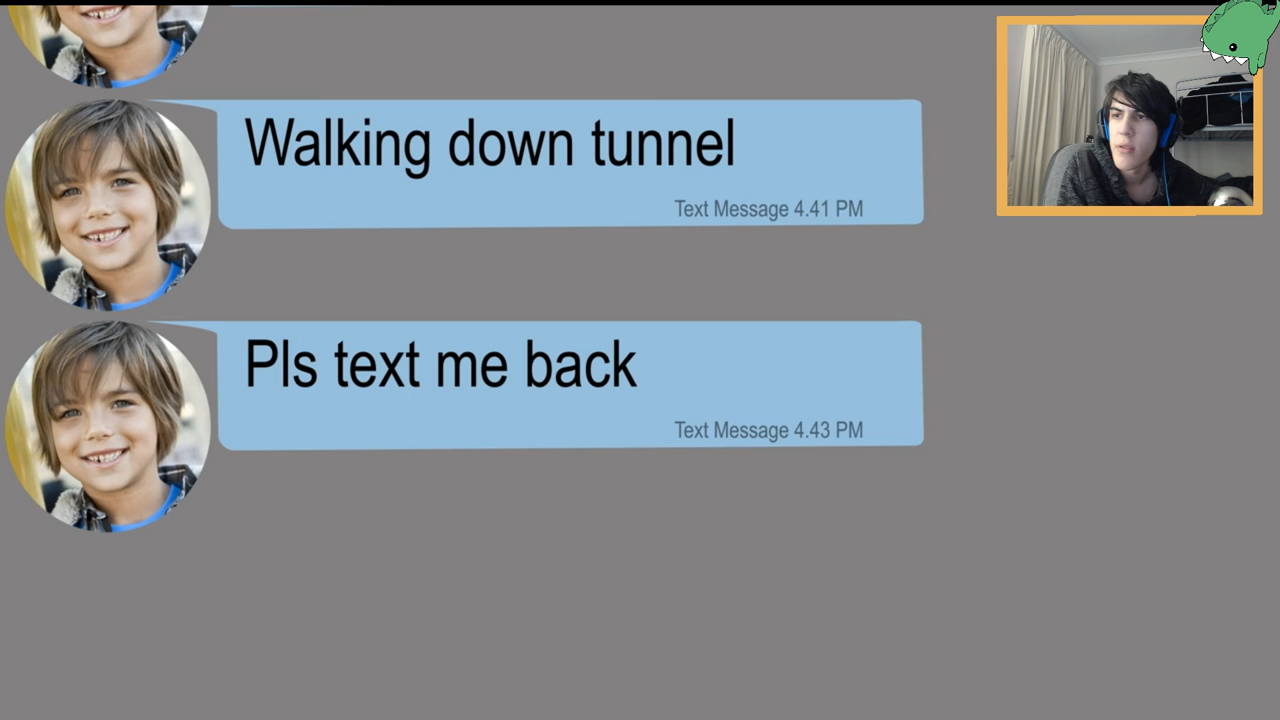 Walking down tunnel
Text Message 4.41 PM
Pls text me back
Text Message 4.43 PM